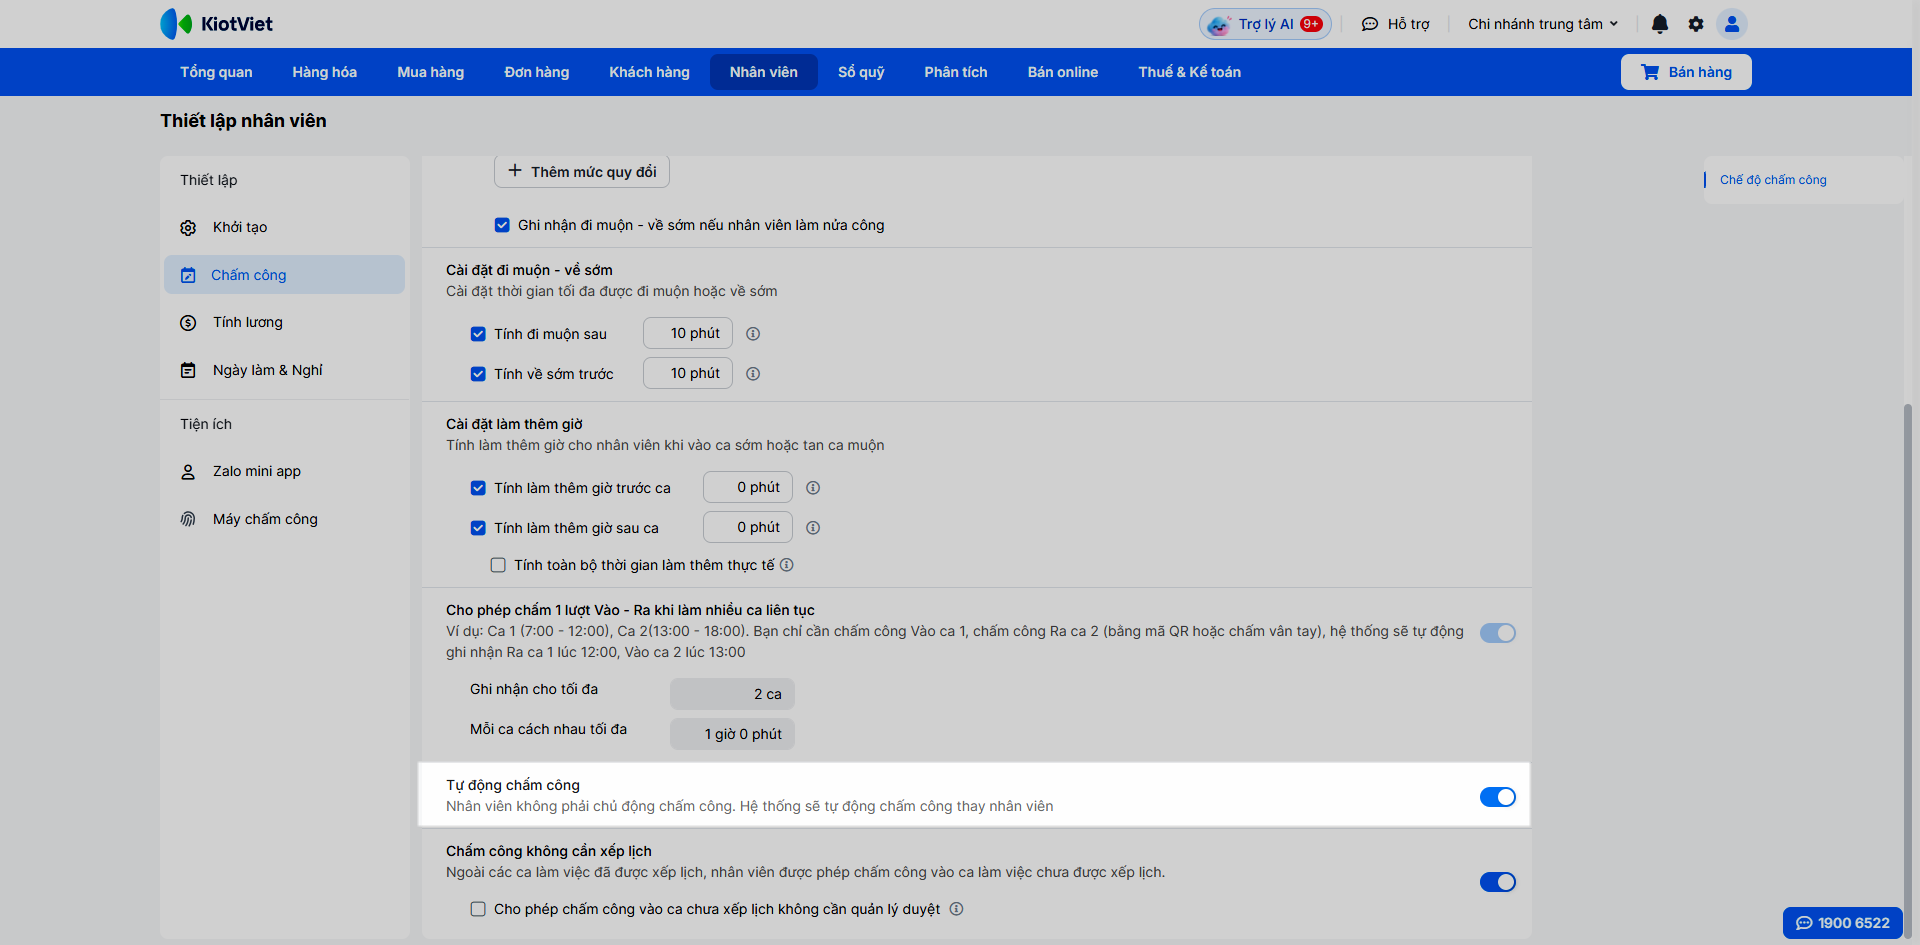 KiotViet
Trợ lý AI 9+
Hỗ trợ
Chi nhánh trung tâm
Tổng quan
Hàng hóa
Mua hàng
Đơn hàng
Khách hàng
Nhân viên
Sổ quỹ
Phân tích
Bán online
Thuế & Kế toán
Bán hàng
Thiết lập nhân viên
Thiết lập
Khởi tạo
Chấm công
Tính lương
Ngày làm & Nghỉ
Tiện ích
Zalo mini app
Máy chấm công
Thêm mức quy đổi
Ghi nhận đi muộn - về sớm nếu nhân viên làm nửa công
Cài đặt đi muộn - về sớm
Cài đặt thời gian tối đa được đi muộn hoặc về sớm
Tính đi muộn sau 10 phút
Tính về sớm trước 10 phút
Cài đặt làm thêm giờ
Tính làm thêm giờ cho nhân viên khi vào ca sớm hoặc tan ca muộn
Tính làm thêm giờ trước ca 0 phút
Tính làm thêm giờ sau ca 0 phút
Tính toàn bộ thời gian làm thêm thực tế
Cho phép chấm 1 lượt Vào - Ra khi làm nhiều ca liên tục
Ví dụ: Ca 1 (7:00 - 12:00), Ca 2(13:00 - 18:00). Bạn chỉ cần chấm công Vào ca 1, chấm công Ra ca 2 (bằng mã QR hoặc chấm vân tay), hệ thống sẽ tự động
ghi nhận Ra ca 1 lúc 12:00, Vào ca 2 lúc 13:00
Ghi nhận cho tối đa 2 ca
Mỗi ca cách nhau tối đa 1 giờ 0 phút
Tự động chấm công
Nhân viên không phải chủ động chấm công. Hệ thống sẽ tự động chấm công thay nhân viên
Chấm công không cần xếp lịch
Ngoài các ca làm việc đã được xếp lịch, nhân viên được phép chấm công vào ca làm việc chưa được xếp lịch.
Cho phép chấm công vào ca chưa xếp lịch không cần quản lý duyệt
Chế độ chấm công
1900 6522